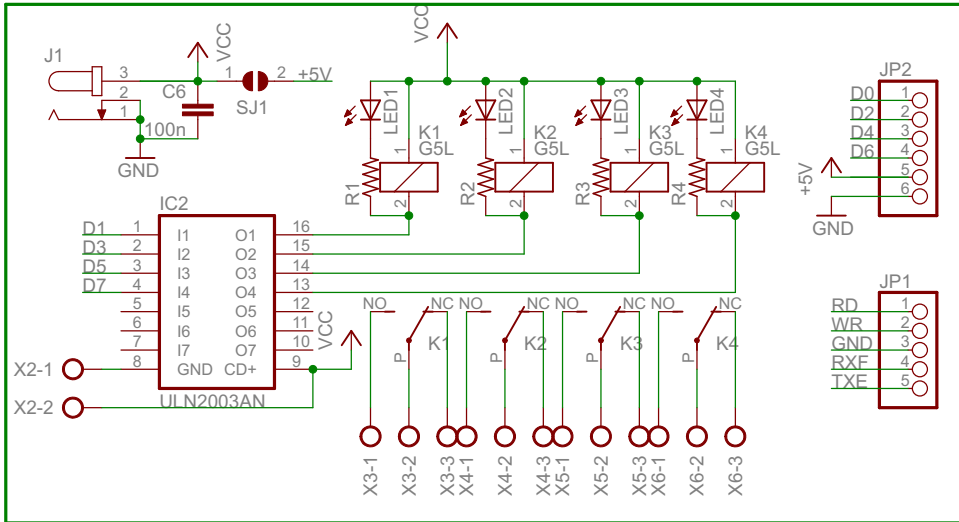 J1
3
2
1
C6
100n
GND
VCC
1
2
+5V
SJ1
VCC
LED1
LED2
LED3
LED4
K1
G5L
K2
G5L
K3
G5L
K4
G5L
1
2
1
2
1
2
1
2
R1
R2
R3
R4
JP2
D0 1
D2 2
D4 3
D6 4
+5V 5
GND 6
IC2
D1 1 I1 O1 16
D3 2 I2 O2 15
D5 3 I3 O3 14
D7 4 I4 O4 13
5 I5 O5 12
6 I6 O6 11
7 I7 O7 10
8 GND CD+ 9
VCC
ULN2003AN
X2-1
X2-2
NO
NC
P
K1
NO
NC
P
K2
NO
NC
P
K3
NO
NC
P
K4
X3-1
X3-2
X3-3
X4-1
X4-2
X4-3
X5-1
X5-2
X5-3
X6-1
X6-2
X6-3
JP1
RD 1
WR 2
GND 3
RXF 4
TXE 5